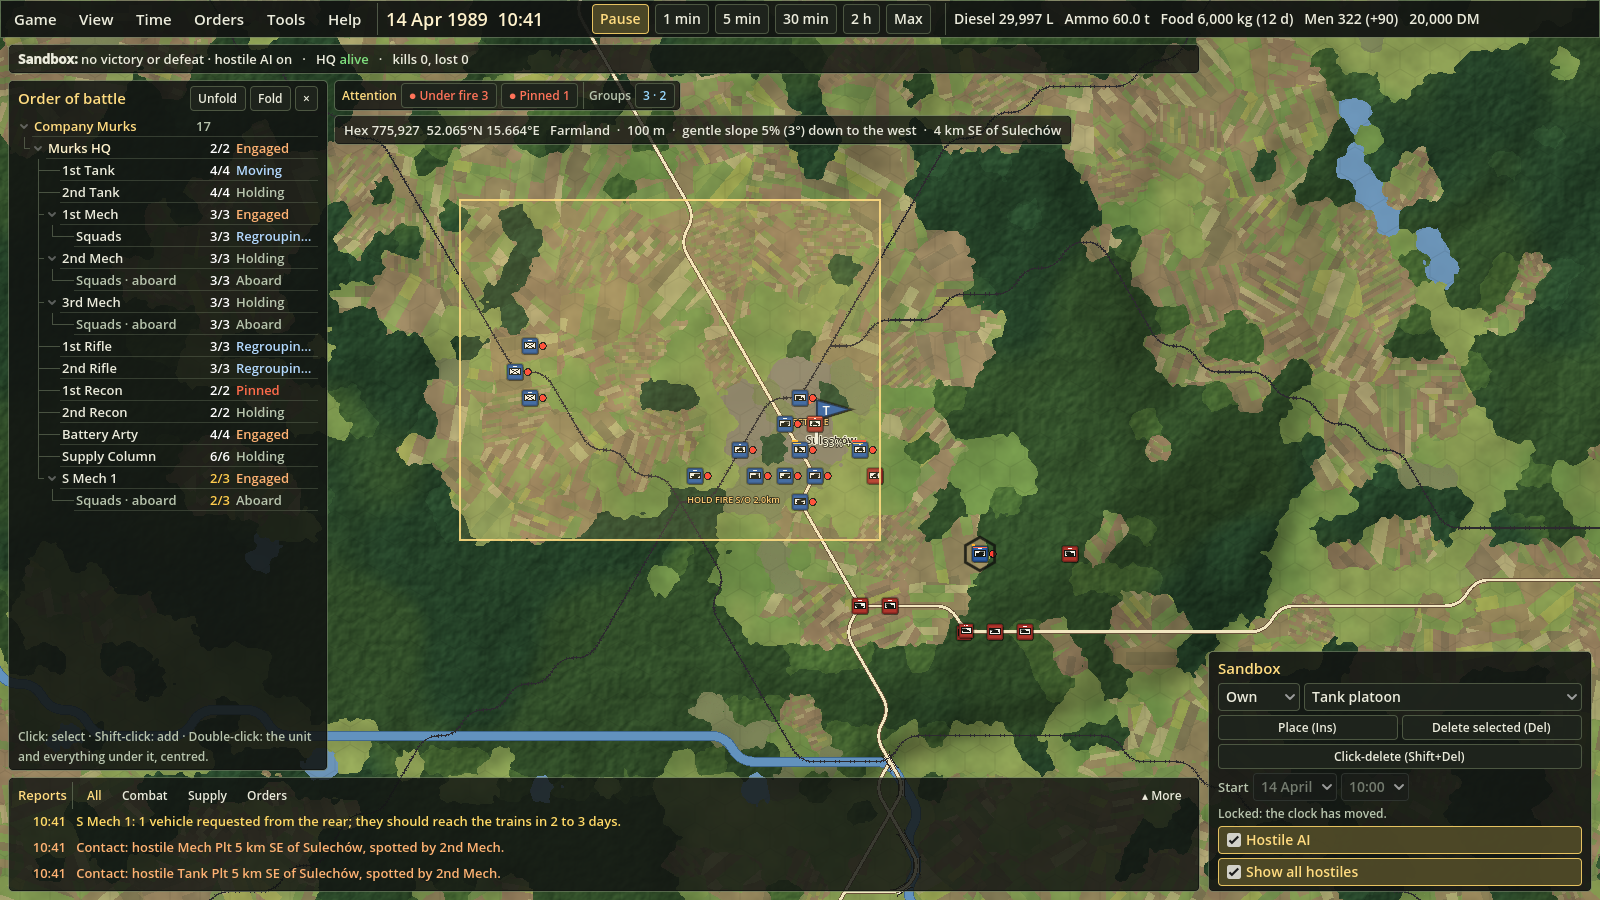 Game View Time Orders Tools Help 14 Apr 1989 10:41 Pause 1 min 5 min 30 min 2 h Max Diesel 29,997 L Ammo 60.0 t Food 6,000 kg (12 d) Men 322 (+90) 20,000 DM
Sandbox: no victory or defeat · hostile AI on · HQ alive · kills 0, lost 0
Order of battle Unfold Fold ×
Attention • Under fire 3 • Pinned 1 Groups 3 · 2
Hex 775,927 52.065°N 15.664°E Farmland · 100 m · gentle slope 5% (3°) down to the west · 4 km SE of Sulechów
Company Murks 17
Murks HQ 2/2 Engaged
1st Tank 4/4 Moving
2nd Tank 4/4 Holding
1st Mech 3/3 Engaged
Squads 3/3 Regroupin...
2nd Mech 3/3 Holding
Squads · aboard 3/3 Aboard
3rd Mech 3/3 Holding
Squads · aboard 3/3 Aboard
1st Rifle 3/3 Regroupin...
2nd Rifle 3/3 Regroupin...
1st Recon 2/2 Pinned
2nd Recon 2/2 Holding
Battery Arty 4/4 Engaged
Supply Column 6/6 Holding
S Mech 1 2/3 Engaged
Squads · aboard 2/3 Aboard
T
HOLD FIRE S/O 2.0km
Click: select · Shift-click: add · Double-click: the unit
and everything under it, centred.
Sandbox
Own Tank platoon
Place (Ins) Delete selected (Del)
Click-delete (Shift+Del)
Start 14 April 10:00
Locked: the clock has moved.
Hostile AI
Show all hostiles
Reports All Combat Supply Orders ▴ More
10:41 S Mech 1: 1 vehicle requested from the rear; they should reach the trains in 2 to 3 days.
10:41 Contact: hostile Mech Plt 5 km SE of Sulechów, spotted by 2nd Mech.
10:41 Contact: hostile Tank Plt 5 km SE of Sulechów, spotted by 2nd Mech.